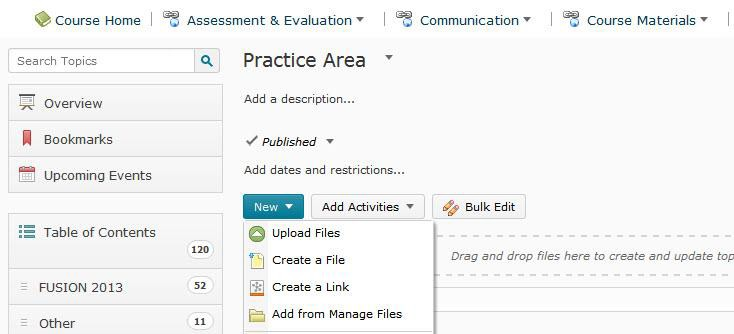 Course Home Assessment & Evaluation Communication Course Materials
Search Topics
Overview
Bookmarks
Upcoming Events
Table of Contents
120
FUSION 2013 52
Other 11
Practice Area
Add a description...
Published
Add dates and restrictions...
New Add Activities Bulk Edit
Upload Files
Create a File
Create a Link
Add from Manage Files
Drag and drop files here to create and update top